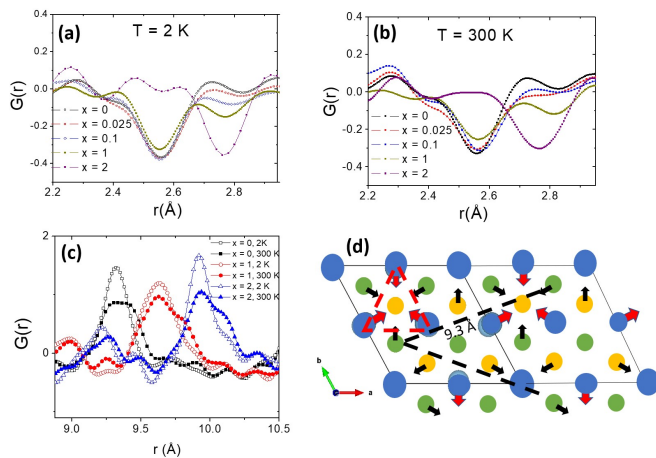 (a)
T = 2 K
G(r)
0.4
0.2
0.0
-0.2
-0.4
x = 0
x = 0.025
x = 0.1
x = 1
x = 2
2.2 2.4 2.6 2.8
r(Å)
(b)
T = 300 K
G(r)
0.4
0.2
0.0
-0.2
-0.4
x = 0
x = 0.025
x = 0.1
x = 1
x = 2
2.2 2.4 2.6 2.8
r(Å)
(c)
G(r)
2
1
0
x = 0, 2K
x = 0, 300 K
x = 1, 2 K
x = 1, 300 K
x = 2, 2 K
x = 2, 300 K
9.0 9.5 10.0 10.5
r (Å)
(d)
9.3 Å
b
a